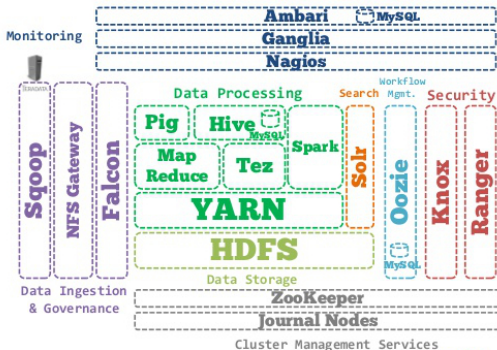 Ambari MySQL
Monitoring
Ganglia
Nagios
TERADATA
Data Processing
Search
Workflow
Mgmt.
Security
Sqoop
NFS Gateway
Falcon
Pig
Hive
MySQL
Spark
Map
Reduce
Tez
YARN
HDFS
Solr
Oozie
MySQL
Knox
Ranger
Data Ingestion
& Governance
Data Storage
ZooKeeper
Journal Nodes
Cluster Management Services